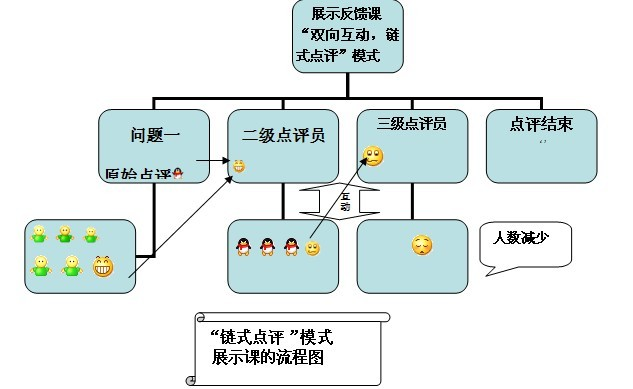 展示反馈课
“双向互动，链
式点评”模式
问题一
原始点评
二级点评员
三级点评员
点评结束
互
动
人数减少
“链式点评 ”模式
展示课的流程图